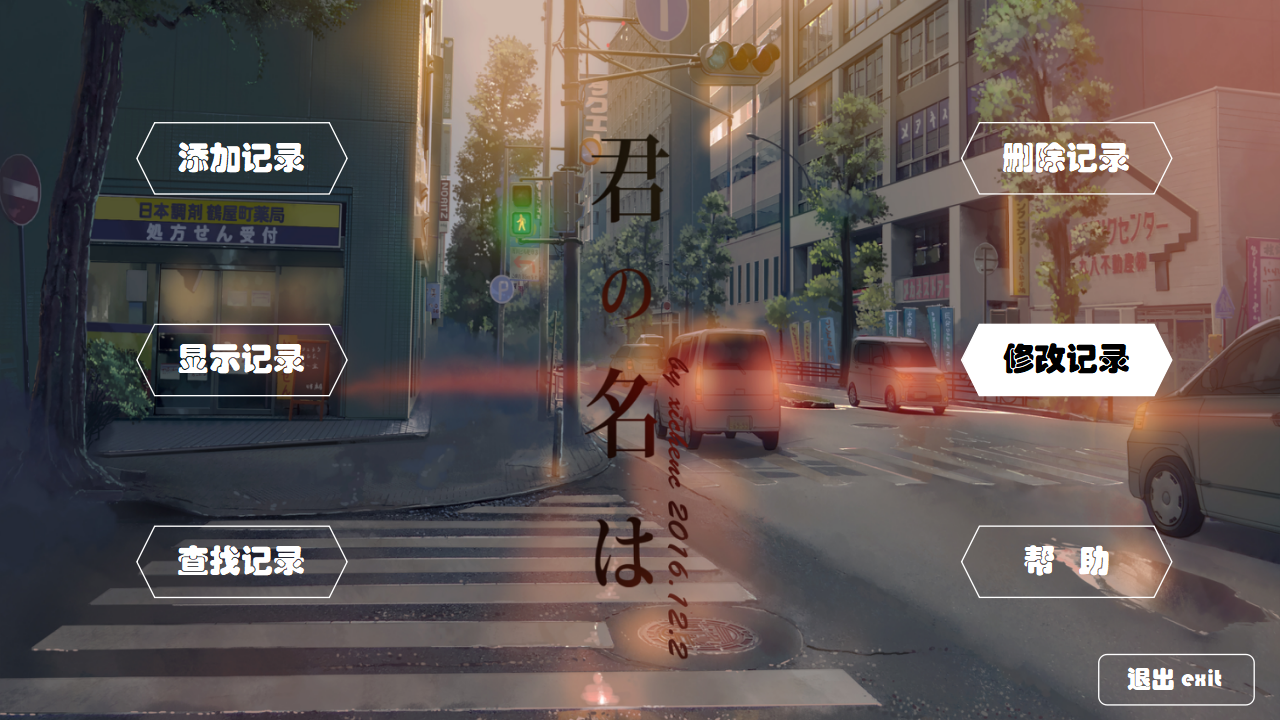 添加记录
删除记录
日本調剤 鶴屋町薬局
処方せん受付
君の名は
by xichenc 2016.12.2
显示记录
修改记录
查找记录
帮 助
退出 exit